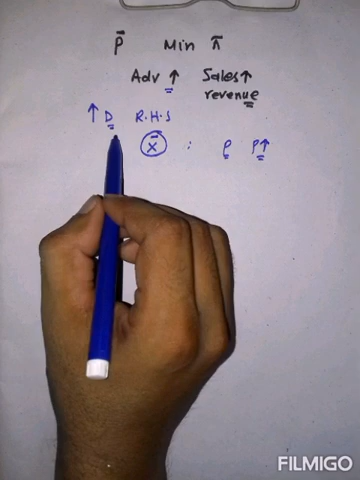 P̄ Min π̄
Adv ↑ Sales ↑
revenue
↑ D R.H.S
X̄ : P P↑
FILMIGO